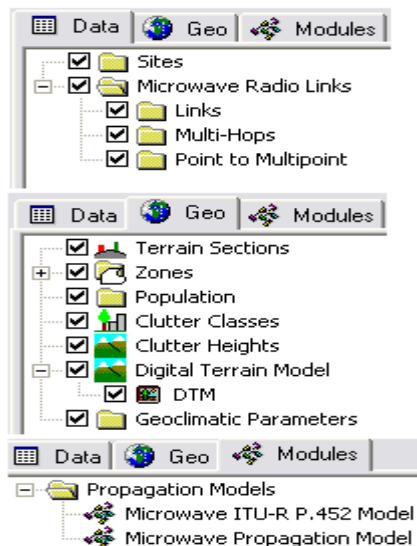 Data Geo Modules
Sites
Microwave Radio Links
Links
Multi-Hops
Point to Multipoint
Data Geo Modules
Terrain Sections
Zones
Population
Clutter Classes
Clutter Heights
Digital Terrain Model
DTM
Geoclimatic Parameters
Data Geo Modules
Propagation Models
Microwave ITU-R P.452 Model
Microwave Propagation Model